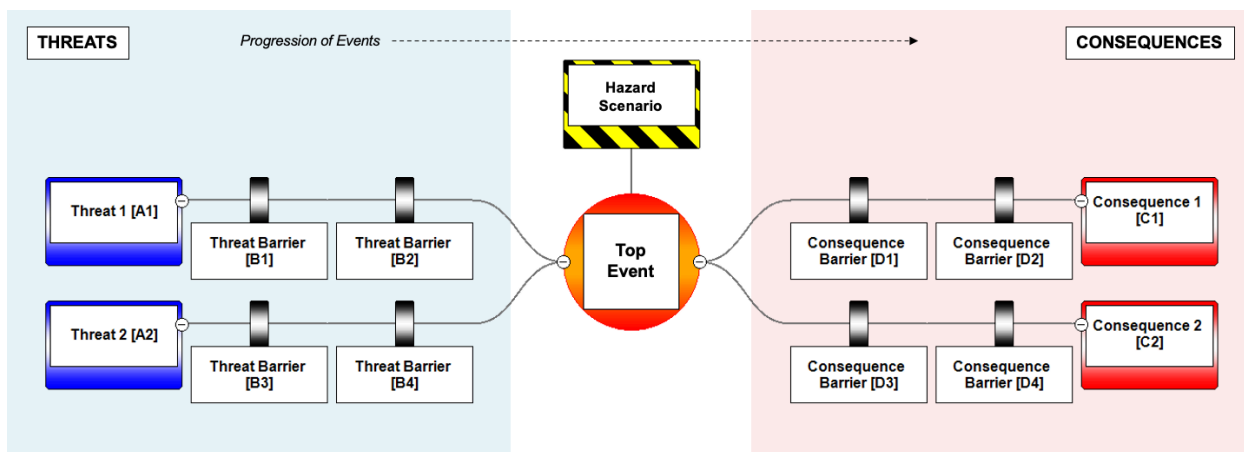 THREATS
Progression of Events
CONSEQUENCES
Hazard
Scenario
Threat 1 [A1]
Threat Barrier
[B1]
Threat Barrier
[B2]
Top
Event
Consequence
Barrier [D1]
Consequence
Barrier [D2]
Consequence 1
[C1]
Threat 2 [A2]
Threat Barrier
[B3]
Threat Barrier
[B4]
Consequence
Barrier [D3]
Consequence
Barrier [D4]
Consequence 2
[C2]